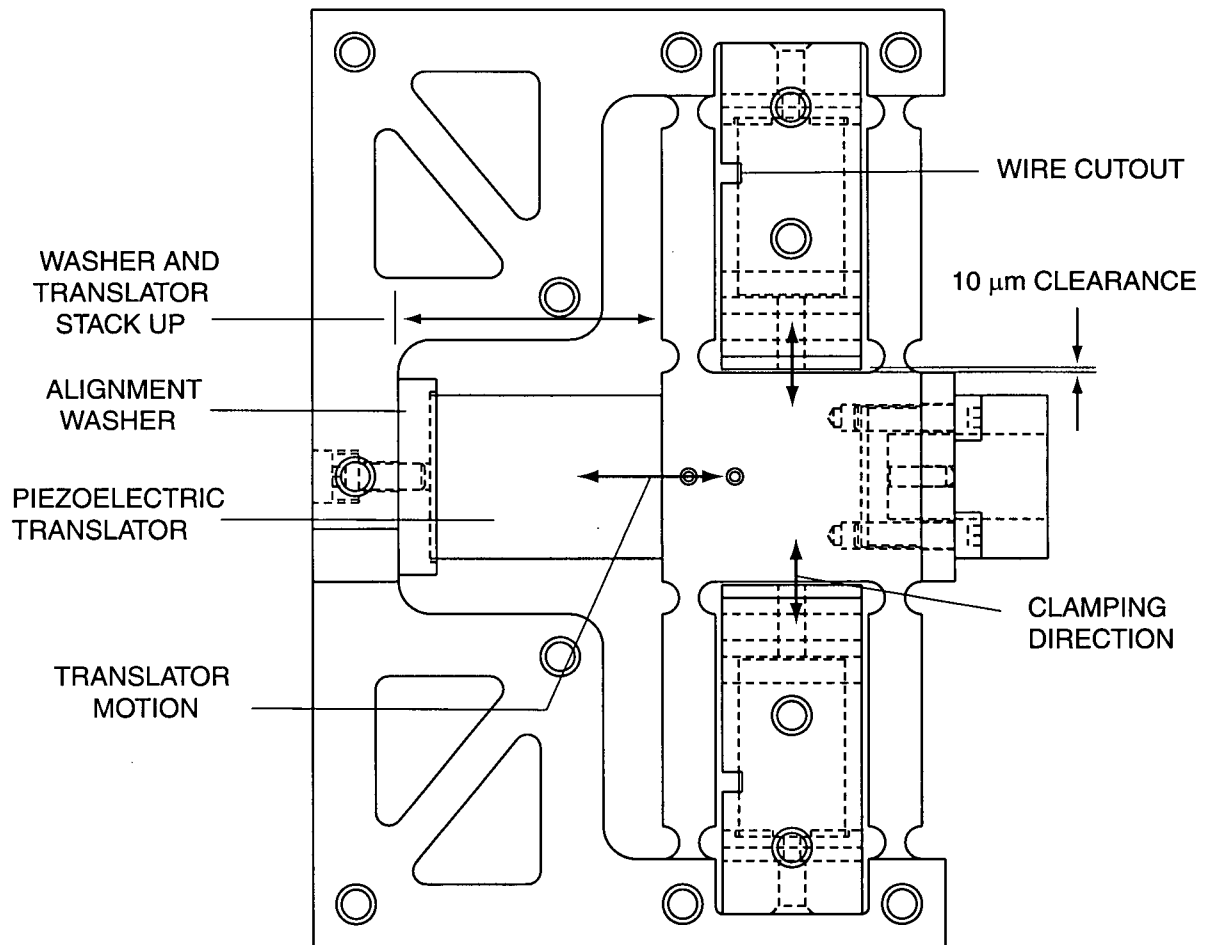 WIRE CUTOUT
WASHER AND
TRANSLATOR
STACK UP
10 μm CLEARANCE
ALIGNMENT
WASHER
PIEZOELECTRIC
TRANSLATOR
CLAMPING
DIRECTION
TRANSLATOR
MOTION